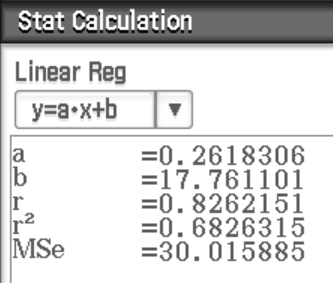 Stat Calculation
Linear Reg
y=a•x+b ▼
a =0.2618306
b =17.761101
r =0.8262151
r² =0.6826315
MSe =30.015885